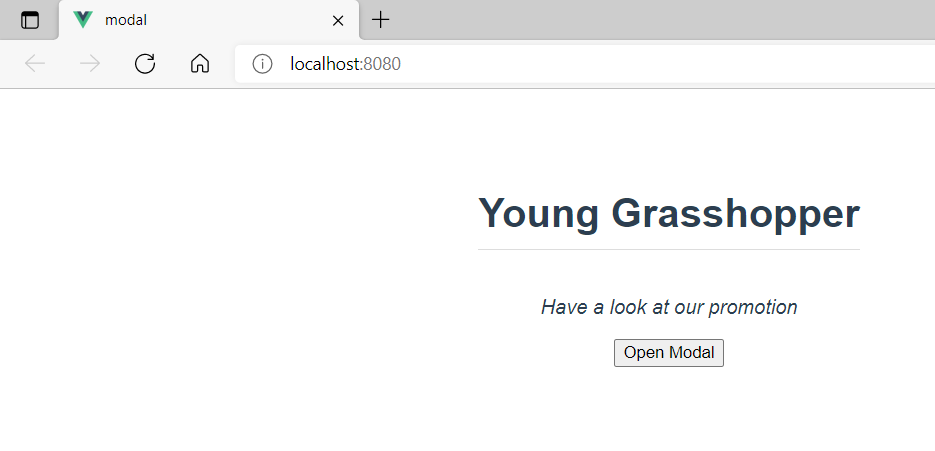 modal
localhost:8080
Young Grasshopper
Have a look at our promotion
Open Modal